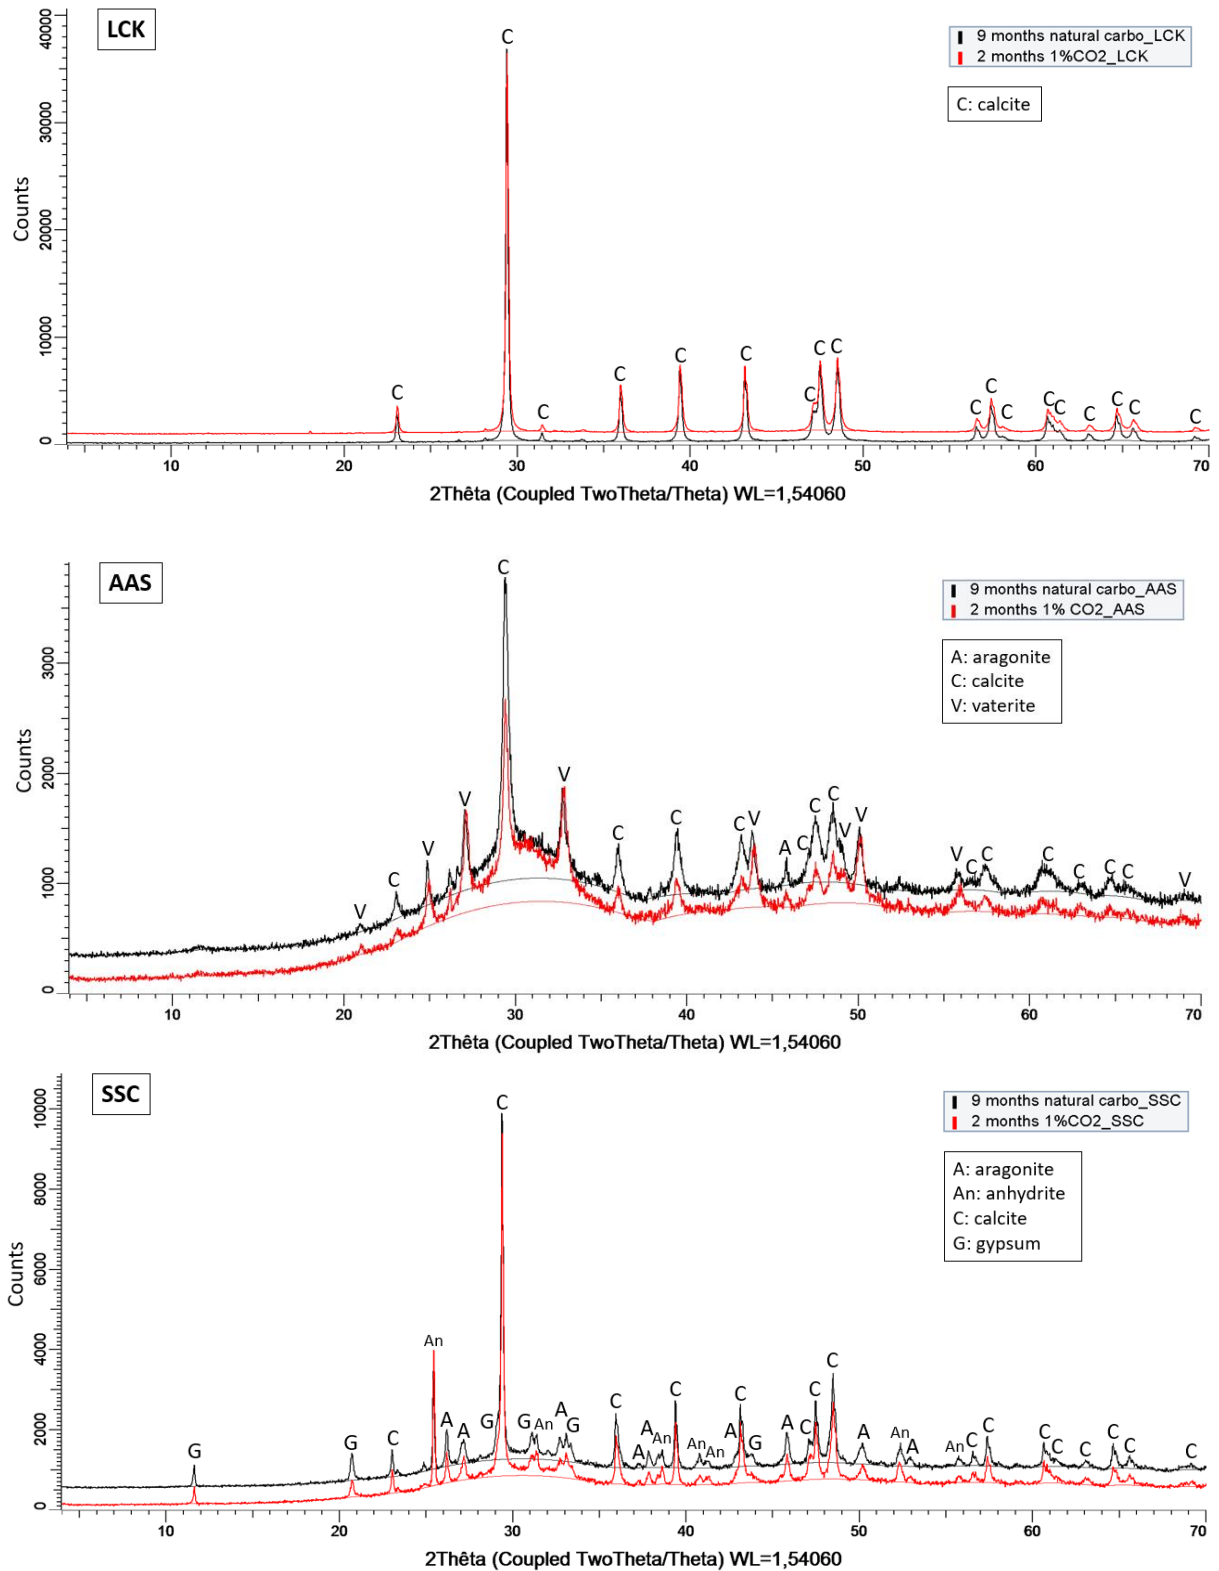 LCK
9 months natural carbo_LCK
2 months 1%CO2_LCK
C: calcite
C
C C C C C C C C C C C C C C C C C C
Counts
0 10000 20000 30000 40000
10 20 30 40 50 60 70
2Thêta (Coupled TwoTheta/Theta) WL=1,54060
AAS
9 months natural carbo_AAS
2 months 1% CO2_AAS
A: aragonite
C: calcite
V: vaterite
C
V C V V V C C C V A C C C V V V C C C C C C V
Counts
0 1000 2000 3000
10 20 30 40 50 60 70
2Thêta (Coupled TwoTheta/Theta) WL=1,54060
SSC
9 months natural carbo_SSC
2 months 1%CO2_SSC
A: aragonite
An: anhydrite
C: calcite
G: gypsum
C
G G C An A A G G An A G C A A An C An An A C G A C C C A An A An C C C C C C C C
Counts
0 2000 4000 6000 8000 10000
10 20 30 40 50 60 70
2Thêta (Coupled TwoTheta/Theta) WL=1,54060